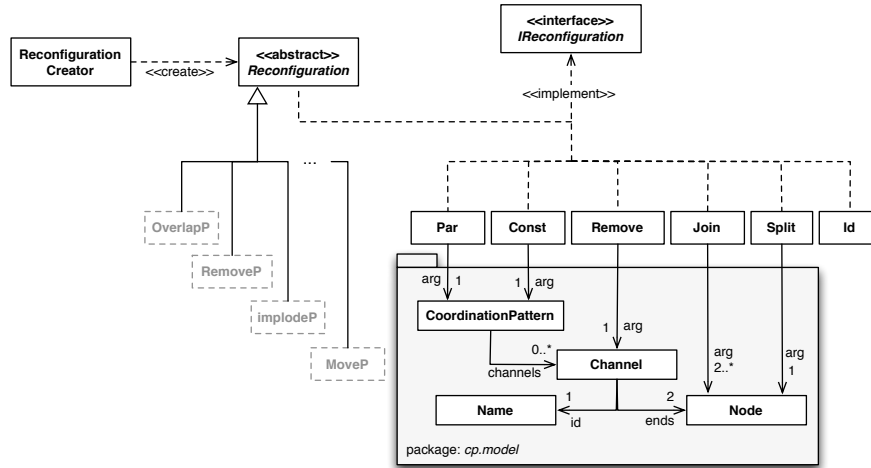 <<interface>>
IReconfiguration
Reconfiguration
Creator
<<create>>
<<abstract>>
Reconfiguration
<<implement>>
...
OverlapP
RemoveP
implodeP
MoveP
Par
Const
Remove
Join
Split
Id
arg
1
1
arg
CoordinationPattern
1
arg
0..*
channels
Channel
arg
2..*
arg
1
Name
1
id
2
ends
Node
package: cp.model